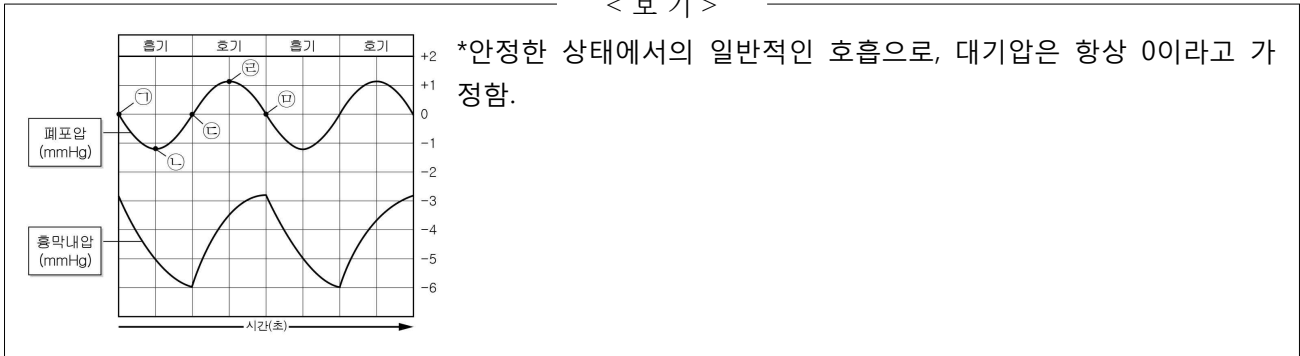 < 보 기 >
흡기 호기 흡기 호기
+2
+1
0
-1
-2
-3
-4
-5
-6
㉠
㉡
㉢
㉣
㉤
폐포압
(mmHg)
흉막내압
(mmHg)
시간(초)
*안정한 상태에서의 일반적인 호흡으로, 대기압은 항상 0이라고 가
정함.